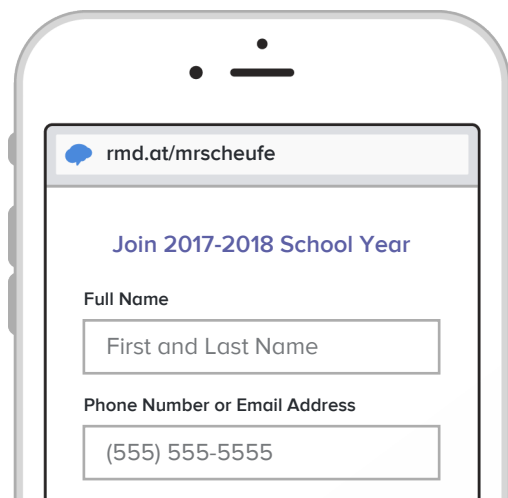 rmd.at/mrscheufe
Join 2017-2018 School Year
Full Name
First and Last Name
Phone Number or Email Address
(555) 555-5555